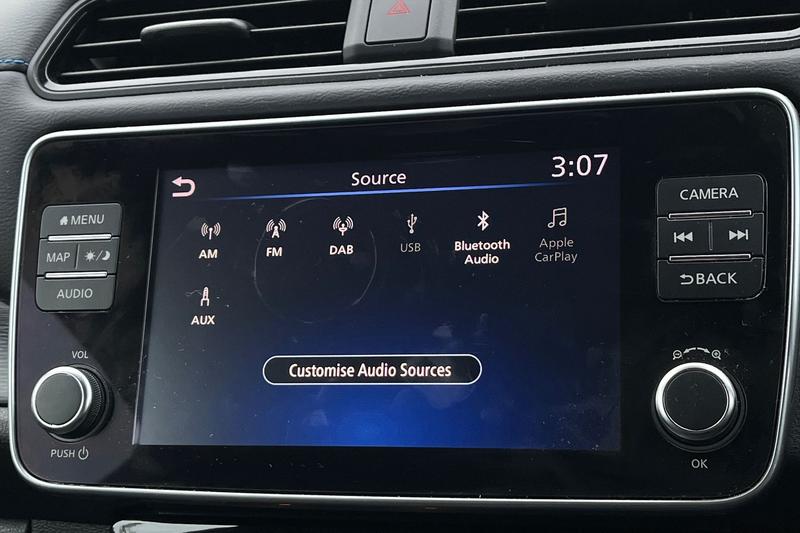 Source
3:07
AM
FM
DAB
USB
Bluetooth
Audio
Apple
CarPlay
AUX
Customise Audio Sources
MENU
MAP
AUDIO
VOL
PUSH
CAMERA
BACK
OK